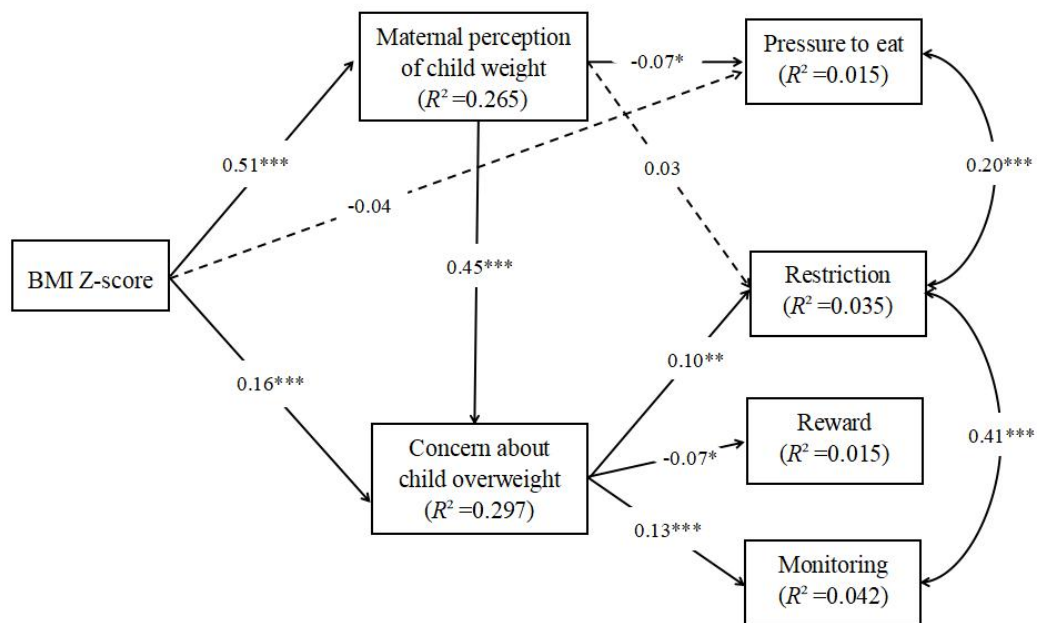 Maternal perception
of child weight
(R² =0.265)
-0.07*
Pressure to eat
(R² =0.015)
0.51***
0.03
0.20***
-0.04
BMI Z-score
0.45***
Restriction
(R² =0.035)
0.16***
0.10**
Concern about
child overweight
(R² =0.297)
-0.07*
Reward
(R² =0.015)
0.41***
0.13***
Monitoring
(R² =0.042)